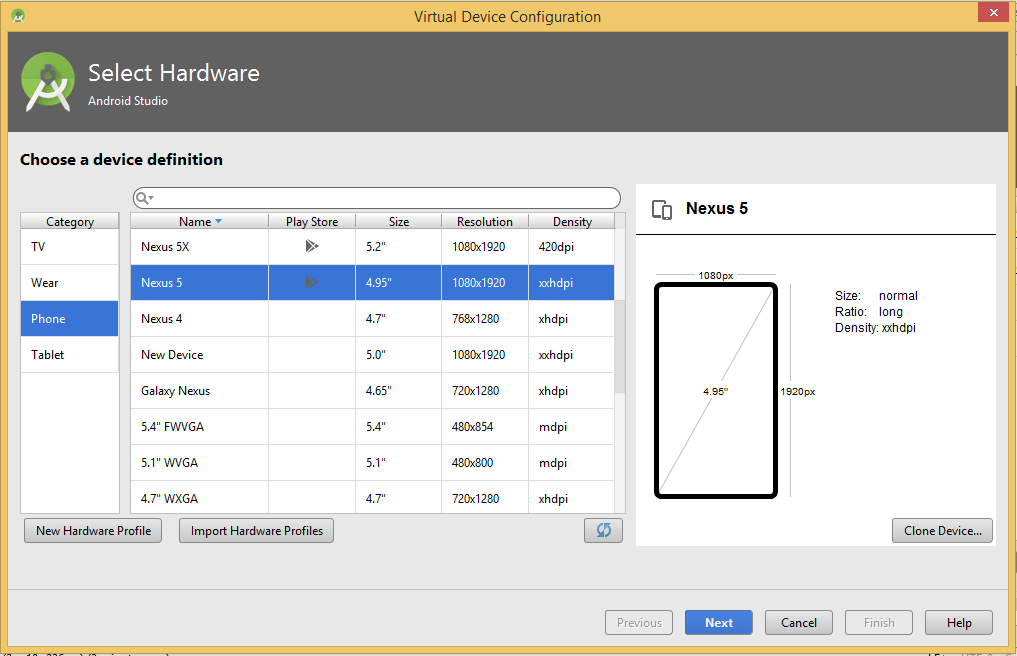 Virtual Device Configuration
Select Hardware
Android Studio
Choose a device definition
Category
TV
Wear
Phone
Tablet
Name Play Store Size Resolution Density
Nexus 5X 5.2" 1080x1920 420dpi
Nexus 5 4.95" 1080x1920 xxhdpi
Nexus 4 4.7" 768x1280 xhdpi
New Device 5.0" 1080x1920 xxhdpi
Galaxy Nexus 4.65" 720x1280 xhdpi
5.4" FWVGA 5.4" 480x854 mdpi
5.1" WVGA 5.1" 480x800 mdpi
4.7" WXGA 4.7" 720x1280 xhdpi
New Hardware Profile Import Hardware Profiles
Nexus 5
1080px
4.95"
1920px
Size: normal
Ratio: long
Density: xxhdpi
Clone Device...
Previous Next Cancel Finish Help